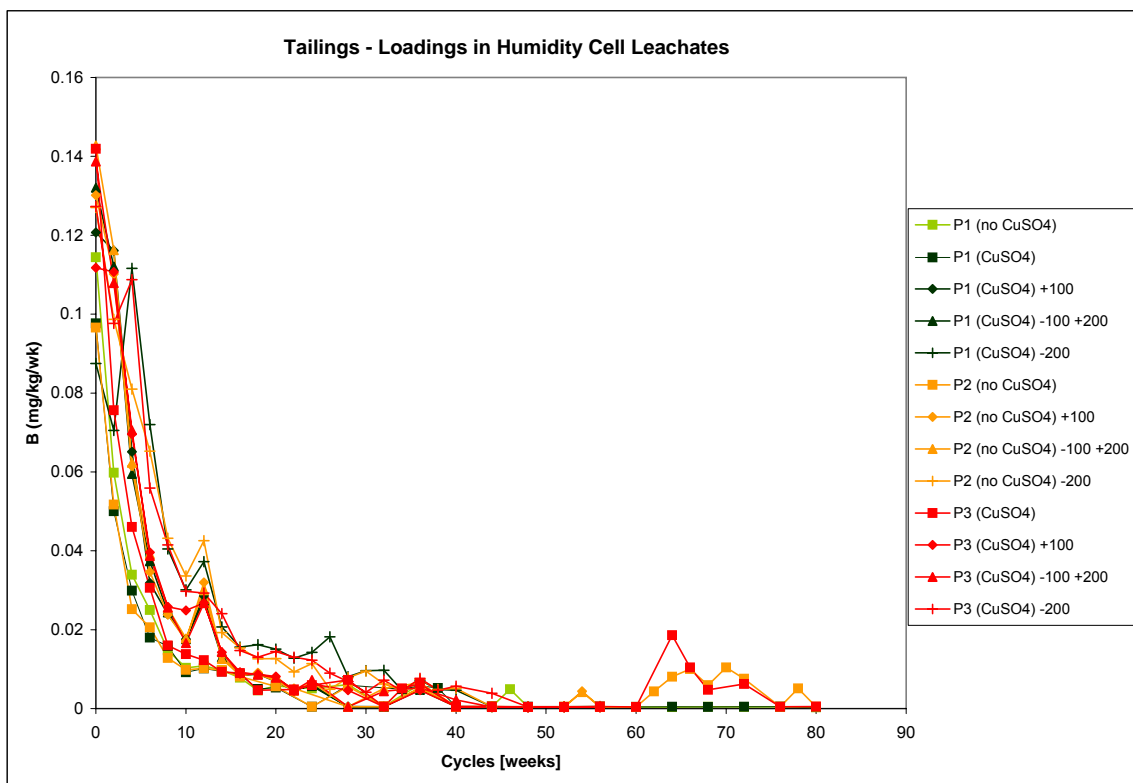 Tailings - Loadings in Humidity Cell Leachates
0.16
0.14
0.12
0.1
0.08
0.06
0.04
0.02
0
B (mg/kg/wk)
0 10 20 30 40 50 60 70 80 90
Cycles [weeks]
P1 (no CuSO4)
P1 (CuSO4)
P1 (CuSO4) +100
P1 (CuSO4) -100 +200
P1 (CuSO4) -200
P2 (no CuSO4)
P2 (no CuSO4) +100
P2 (no CuSO4) -100 +200
P2 (no CuSO4) -200
P3 (CuSO4)
P3 (CuSO4) +100
P3 (CuSO4) -100 +200
P3 (CuSO4) -200